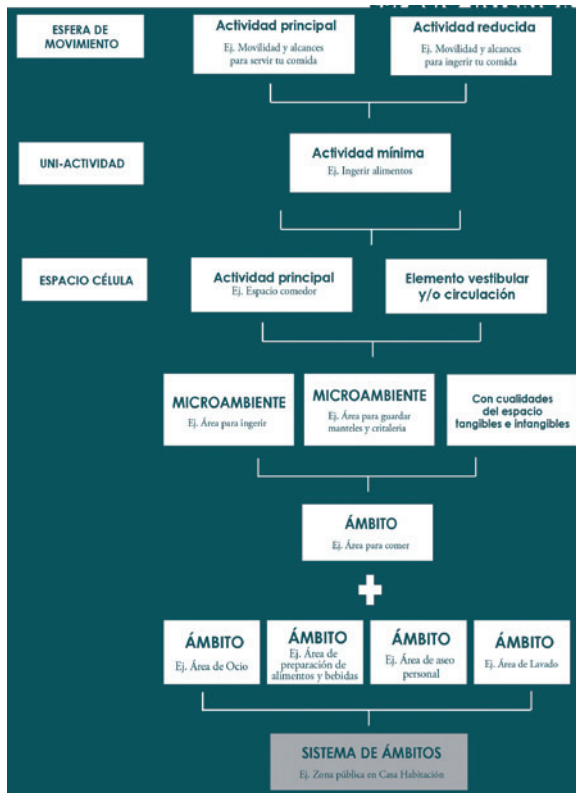 ESFERA DE
MOVIMIENTO
Actividad principal
Ej. Movilidad y alcances
para servir tu comida
Actividad reducida
Ej. Movilidad y alcances
para ingerir tu comida
UNI-ACTIVIDAD
Actividad mínima
Ej. Ingerir alimentos
ESPACIO CÉLULA
Actividad principal
Ej. Espacio comedor
Elemento vestibular
y/o circulación
MICROAMBIENTE
Ej. Área para ingerir
MICROAMBIENTE
Ej. Área para guardar
manteles y critaleria
Con cualidades
del espacio
tangibles e intangibles
ÁMBITO
Ej. Área para comer
ÁMBITO
Ej. Área de Ocio
ÁMBITO
Ej. Área de
preparación de
alimentos y bebidas
ÁMBITO
Ej. Área de aseo
personal
ÁMBITO
Ej. Área de Lavado
SISTEMA DE ÁMBITOS
Ej. Zona pública en Casa Habitación